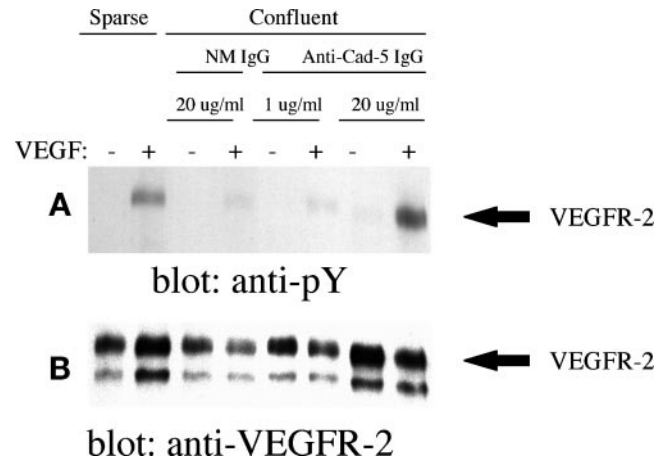 Sparse Confluent
NM IgG Anti-Cad-5 IgG
20 ug/ml 1 ug/ml 20 ug/ml
VEGF: - + - + - + - +
A VEGFR-2
blot: anti-pY
B VEGFR-2
blot: anti-VEGFR-2